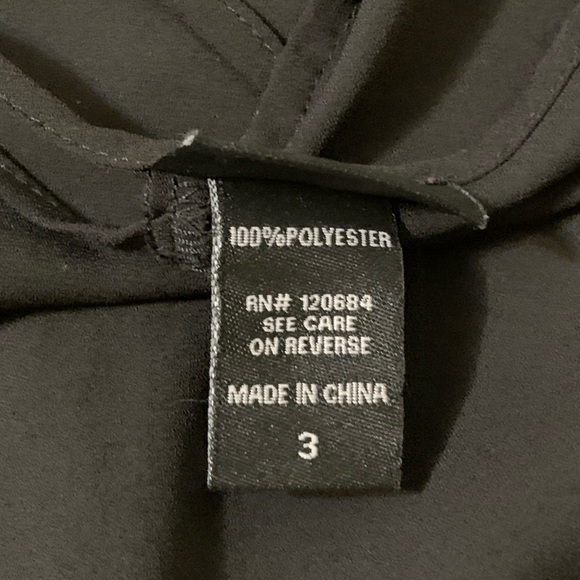 100%POLYESTER
RN# 120684
SEE CARE
ON REVERSE
MADE IN CHINA
3